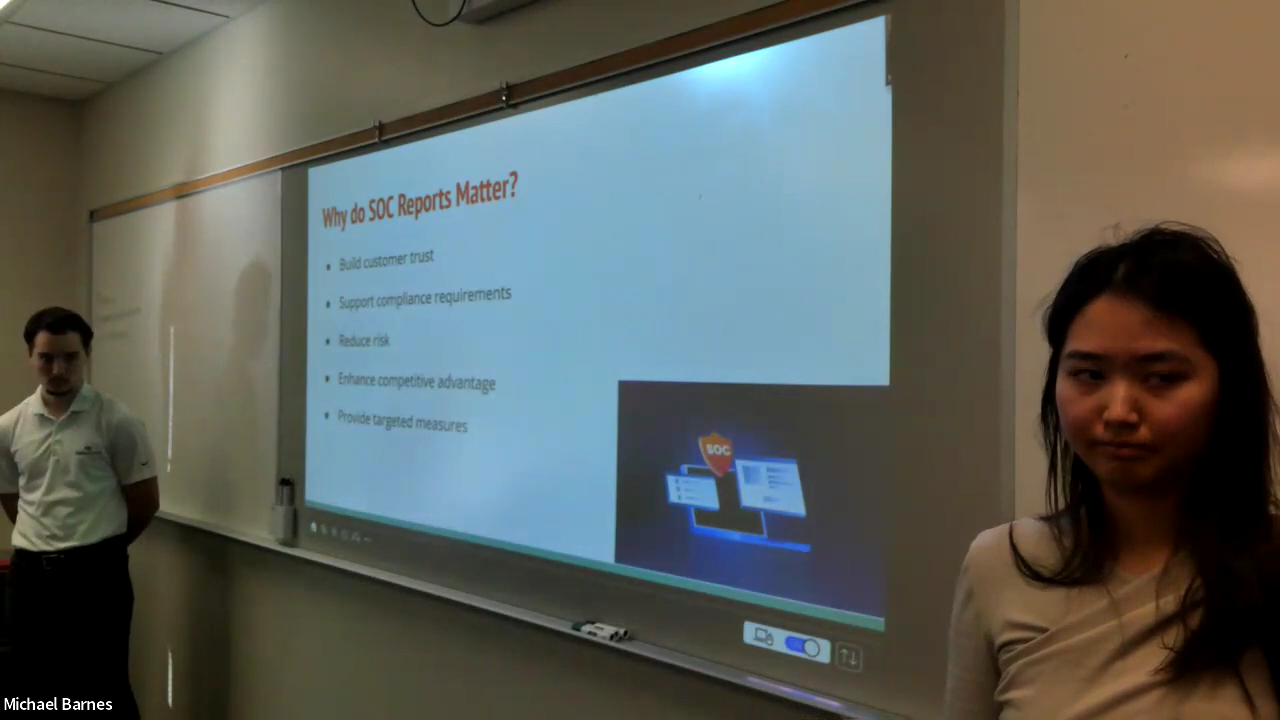 Why do SOC Reports Matter?
Build customer trust
Support compliance requirements
Reduce risk
Enhance competitive advantage
Provide targeted measures
SOC
Michael Barnes